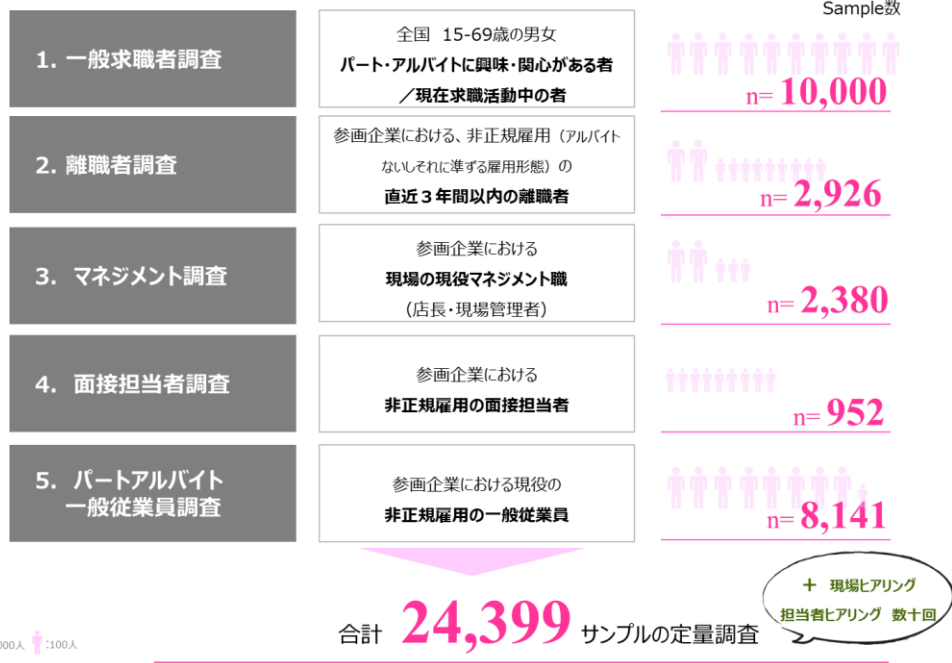 Sample数
1. 一般求職者調査
全国 15-69歳の男女
パート・アルバイトに興味・関心がある者
／現在求職活動中の者
n= 10,000
2. 離職者調査
参画企業における、非正規雇用（アルバイト
ないしそれに準ずる雇用形態）の
直近３年間以内の離職者
n= 2,926
3. マネジメント調査
参画企業における
現場の現役マネジメント職
（店長・現場管理者）
n= 2,380
4. 面接担当者調査
参画企業における
非正規雇用の面接担当者
n= 952
5. パートアルバイト
一般従業員調査
参画企業における現役の
非正規雇用の一般従業員
n= 8,141
＋ 現場ヒアリング
担当者ヒアリング 数十回
合計 24,399 サンプルの定量調査
000人 :100人